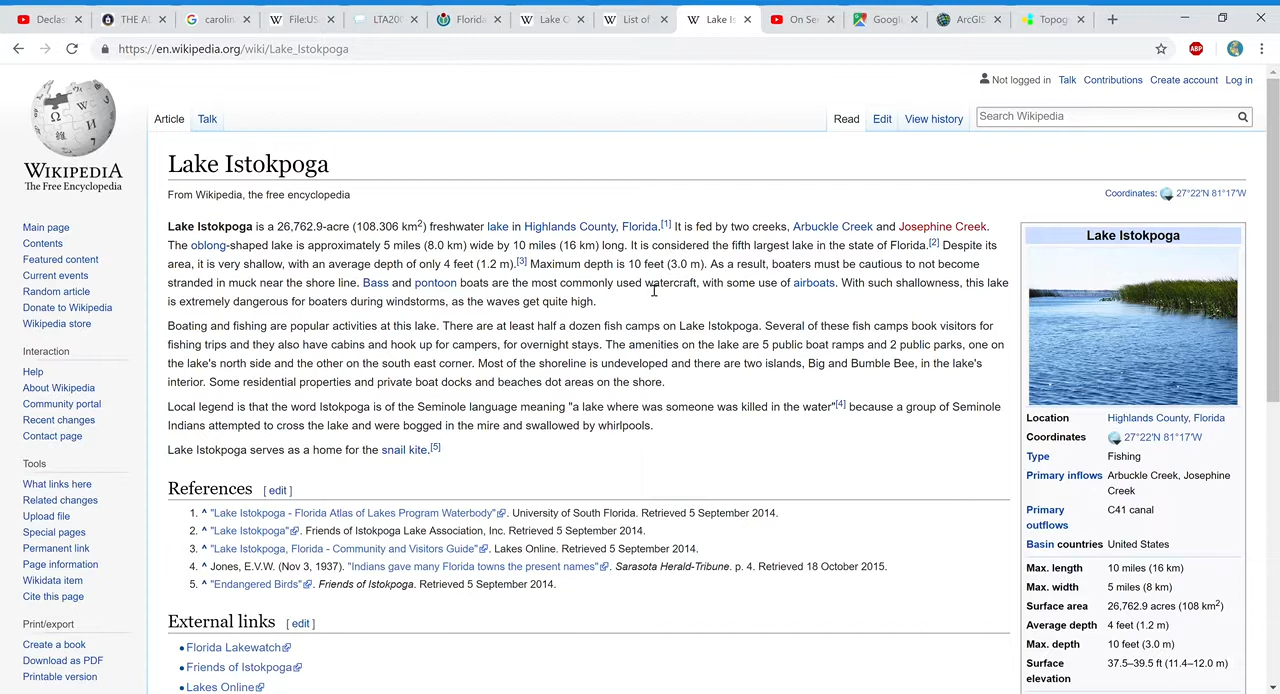 Declass
THE AL
carolin
File:US
LTA200
Florida
Lake O
List of
Lake Is
On Ser
Googl
ArcGIS
Topog
https://en.wikipedia.org/wiki/Lake_Istokpoga
ABP
Not logged in Talk Contributions Create account Log in
Article Talk Read Edit View history Search Wikipedia
WIKIPEDIA
The Free Encyclopedia
Main page
Contents
Featured content
Current events
Random article
Donate to Wikipedia
Wikipedia store
Interaction
Help
About Wikipedia
Community portal
Recent changes
Contact page
Tools
What links here
Related changes
Upload file
Special pages
Permanent link
Page information
Wikidata item
Cite this page
Print/export
Create a book
Download as PDF
Printable version
Lake Istokpoga
From Wikipedia, the free encyclopedia
Coordinates: 27°22′N 81°17′W
Lake Istokpoga is a 26,762.9-acre (108.306 km2) freshwater lake in Highlands County, Florida.[1] It is fed by two creeks, Arbuckle Creek and Josephine Creek.
The oblong-shaped lake is approximately 5 miles (8.0 km) wide by 10 miles (16 km) long. It is considered the fifth largest lake in the state of Florida.[2] Despite its
area, it is very shallow, with an average depth of only 4 feet (1.2 m).[3] Maximum depth is 10 feet (3.0 m). As a result, boaters must be cautious to not become
stranded in muck near the shore line. Bass and pontoon boats are the most commonly used watercraft, with some use of airboats. With such shallowness, this lake
is extremely dangerous for boaters during windstorms, as the waves get quite high.
Boating and fishing are popular activities at this lake. There are at least half a dozen fish camps on Lake Istokpoga. Several of these fish camps book visitors for
fishing trips and they also have cabins and hook up for campers, for overnight stays. The amenities on the lake are 5 public boat ramps and 2 public parks, one on
the lake's north side and the other on the south east corner. Most of the shoreline is undeveloped and there are two islands, Big and Bumble Bee, in the lake's
interior. Some residential properties and private boat docks and beaches dot areas on the shore.
Local legend is that the word Istokpoga is of the Seminole language meaning "a lake where was someone was killed in the water"[4] because a group of Seminole
Indians attempted to cross the lake and were bogged in the mire and swallowed by whirlpools.
Lake Istokpoga serves as a home for the snail kite.[5]
References [ edit ]
1. ^ "Lake Istokpoga - Florida Atlas of Lakes Program Waterbody". University of South Florida. Retrieved 5 September 2014.
2. ^ "Lake Istokpoga". Friends of Istokpoga Lake Association, Inc. Retrieved 5 September 2014.
3. ^ "Lake Istokpoga, Florida - Community and Visitors Guide". Lakes Online. Retrieved 5 September 2014.
4. ^ Jones, E.V.W. (Nov 3, 1937). "Indians gave many Florida towns the present names". Sarasota Herald-Tribune. p. 4. Retrieved 18 October 2015.
5. ^ "Endangered Birds". Friends of Istokpoga. Retrieved 5 September 2014.
External links [ edit ]
• Florida Lakewatch
• Friends of Istokpoga
• Lakes Online
Lake Istokpoga
Location Highlands County, Florida
Coordinates 27°22′N 81°17′W
Type Fishing
Primary inflows Arbuckle Creek, Josephine
Creek
Primary C41 canal
outflows
Basin countries United States
Max. length 10 miles (16 km)
Max. width 5 miles (8 km)
Surface area 26,762.9 acres (108 km2)
Average depth 4 feet (1.2 m)
Max. depth 10 feet (3.0 m)
Surface 37.5–39.5 ft (11.4–12.0 m)
elevation